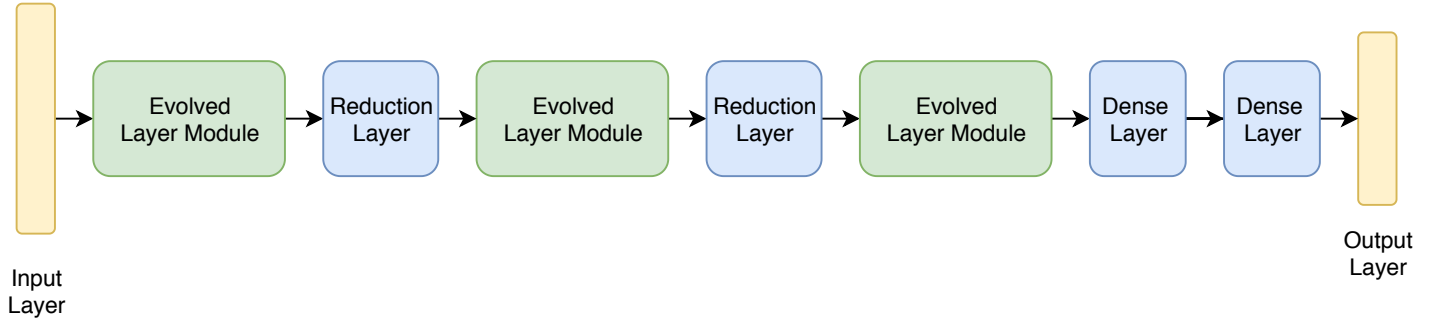 Input
Layer
Evolved
Layer Module
Reduction
Layer
Evolved
Layer Module
Reduction
Layer
Evolved
Layer Module
Dense
Layer
Dense
Layer
Output
Layer